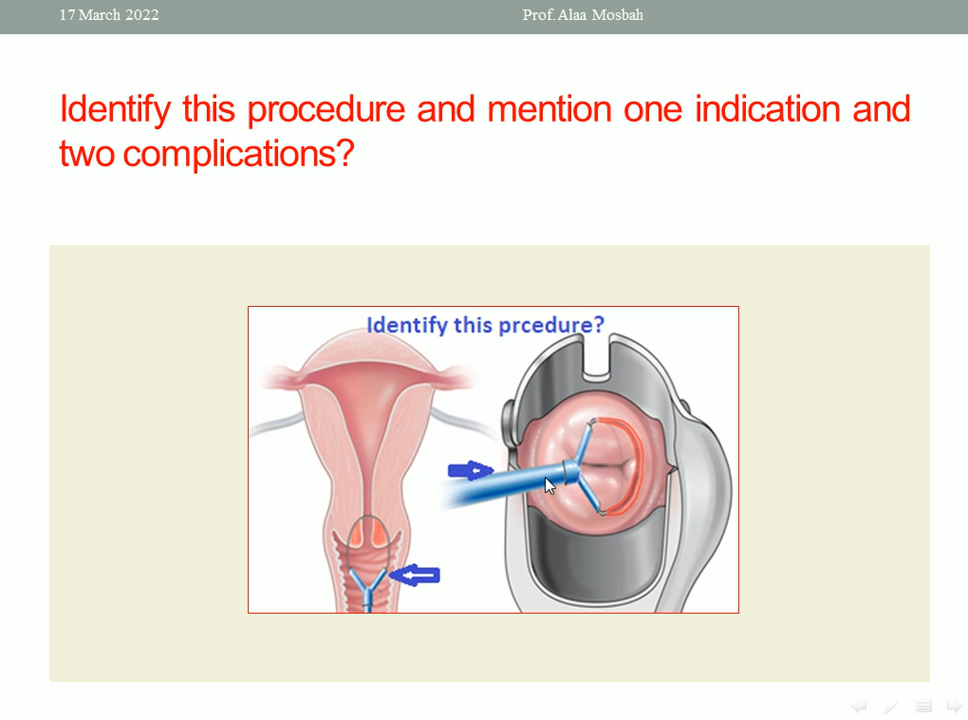 17 March 2022 Prof. Alaa Mosbah
Identify this procedure and mention one indication and
two complications?
Identify this prcedure?